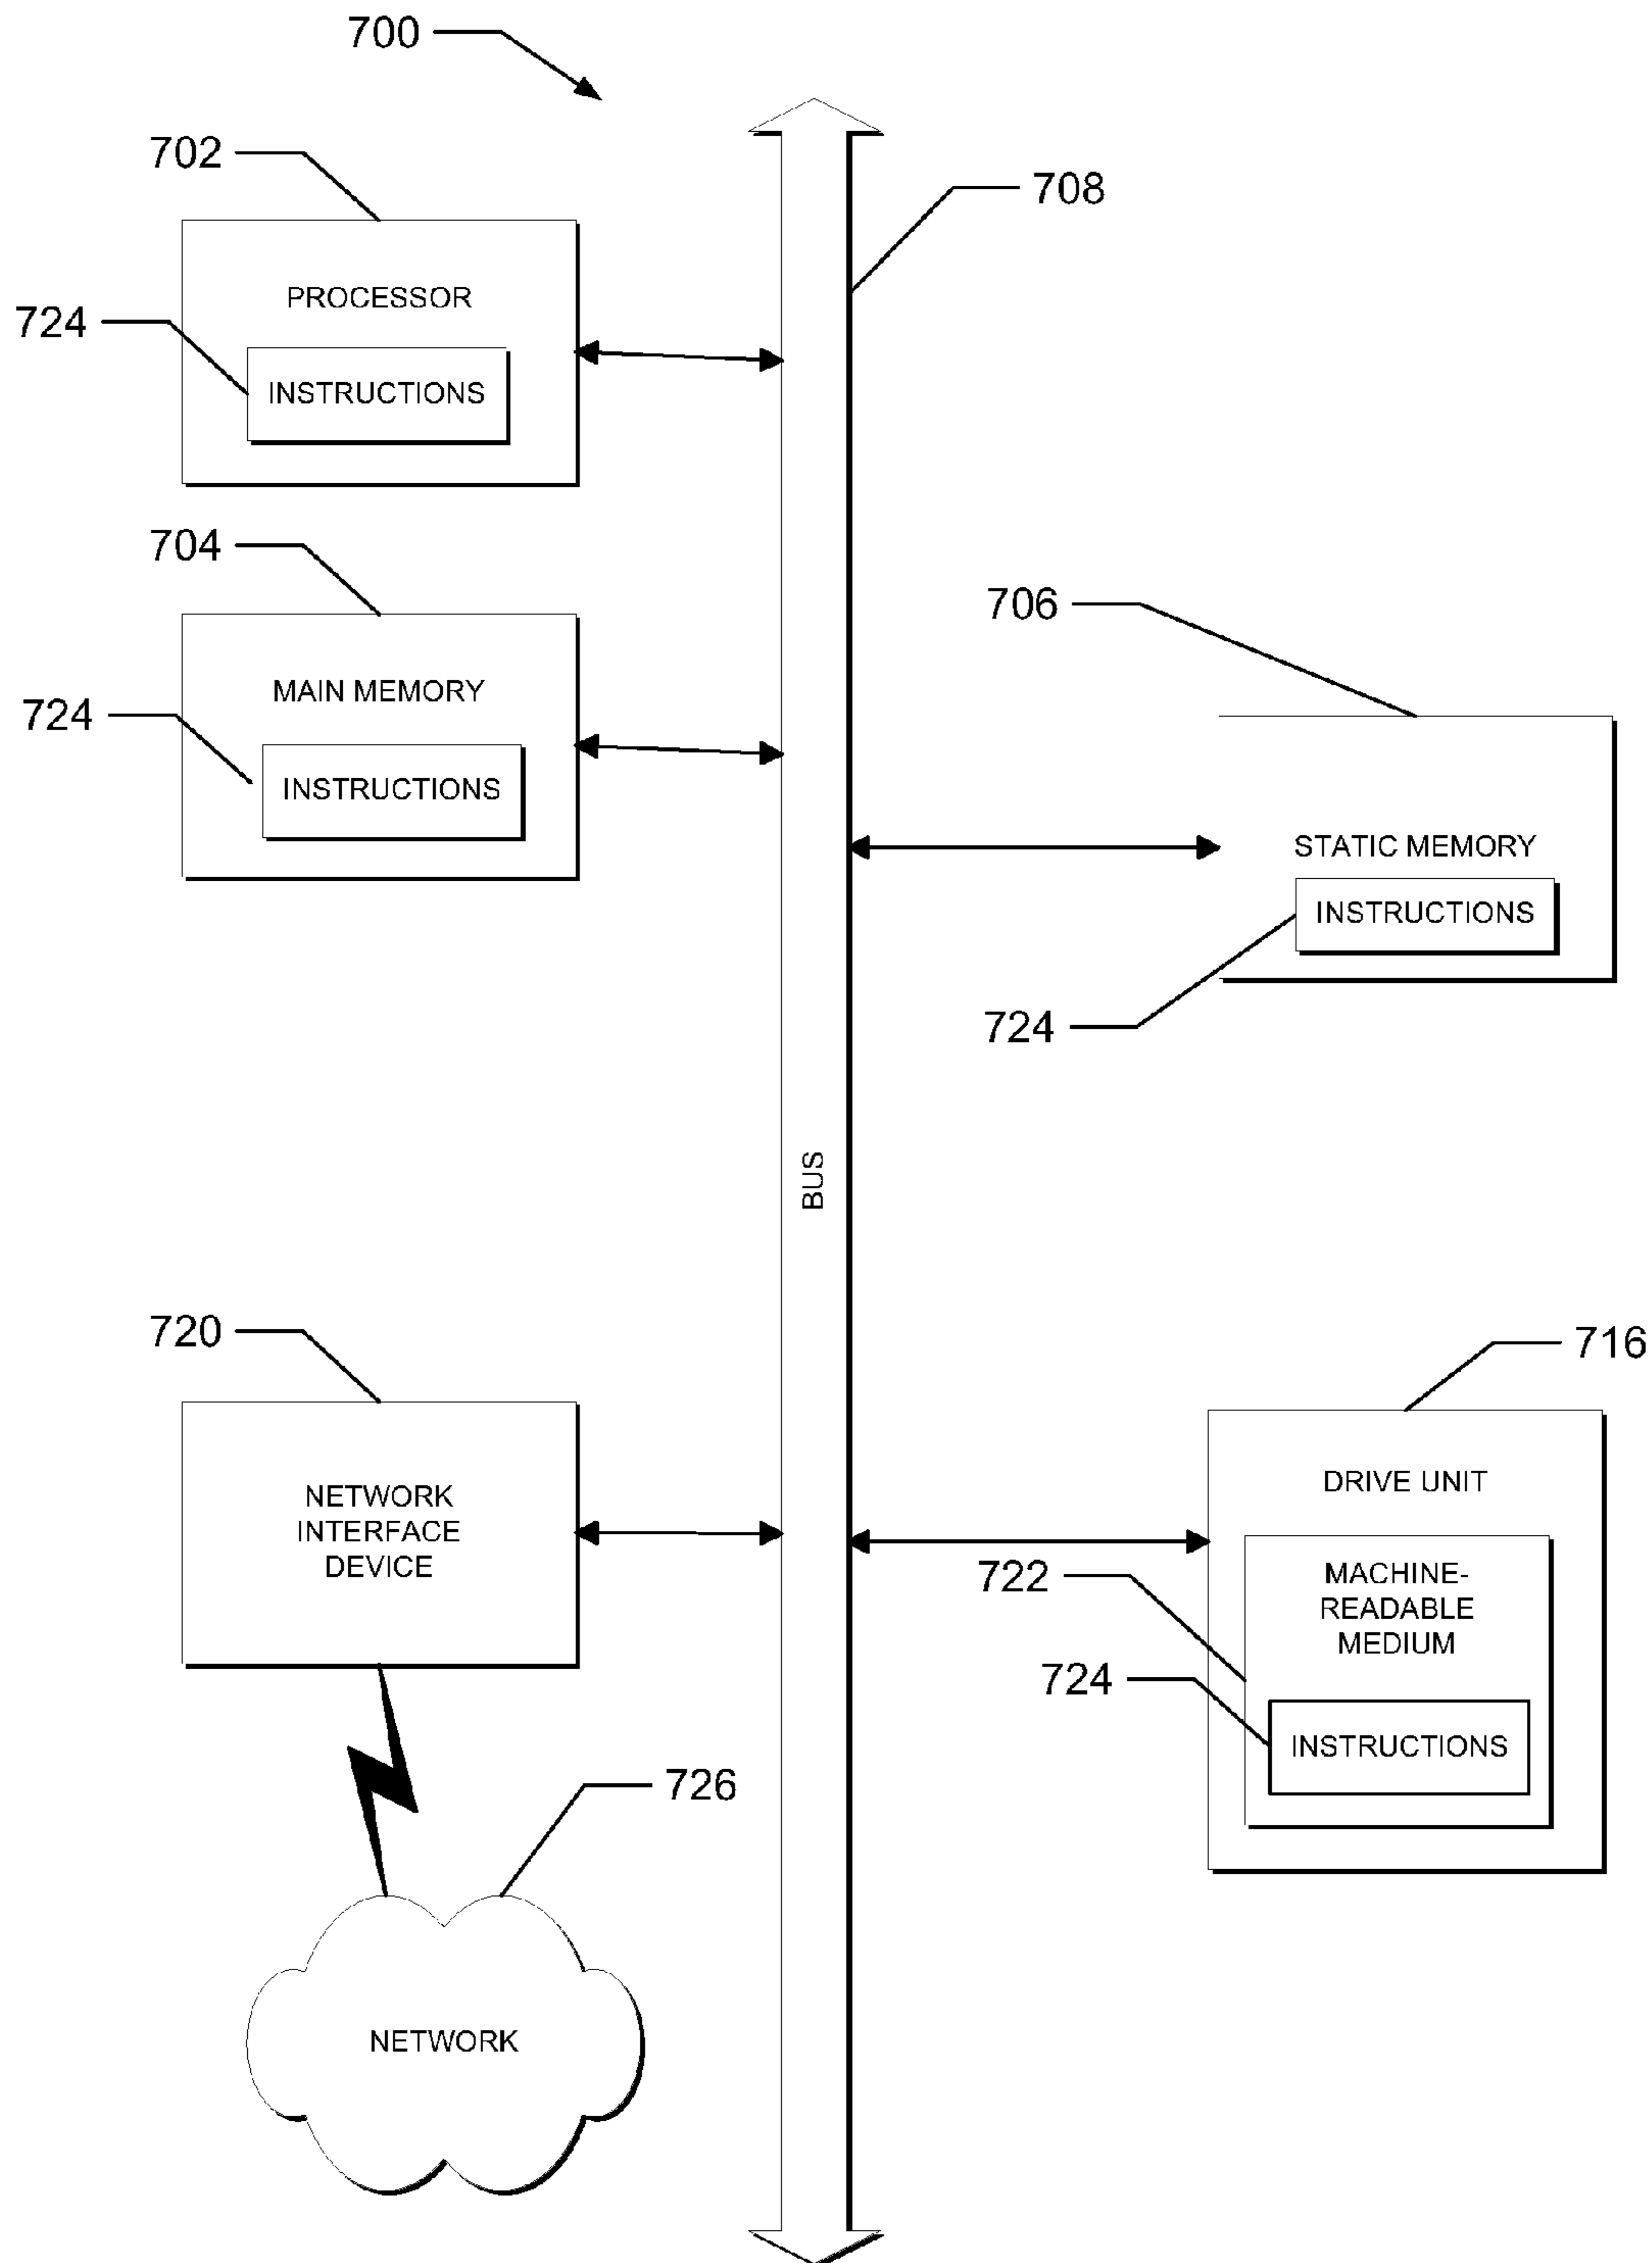 700
702
708
PROCESSOR
724
INSTRUCTIONS
704
706
MAIN MEMORY
724
INSTRUCTIONS
STATIC MEMORY
INSTRUCTIONS
724
BUS
720
716
NETWORK
INTERFACE
DEVICE
DRIVE UNIT
722
MACHINE-
READABLE
MEDIUM
724
INSTRUCTIONS
726
NETWORK